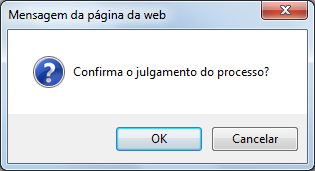 Mensagem da página da web
Confirma o julgamento do processo?
OK
Cancelar